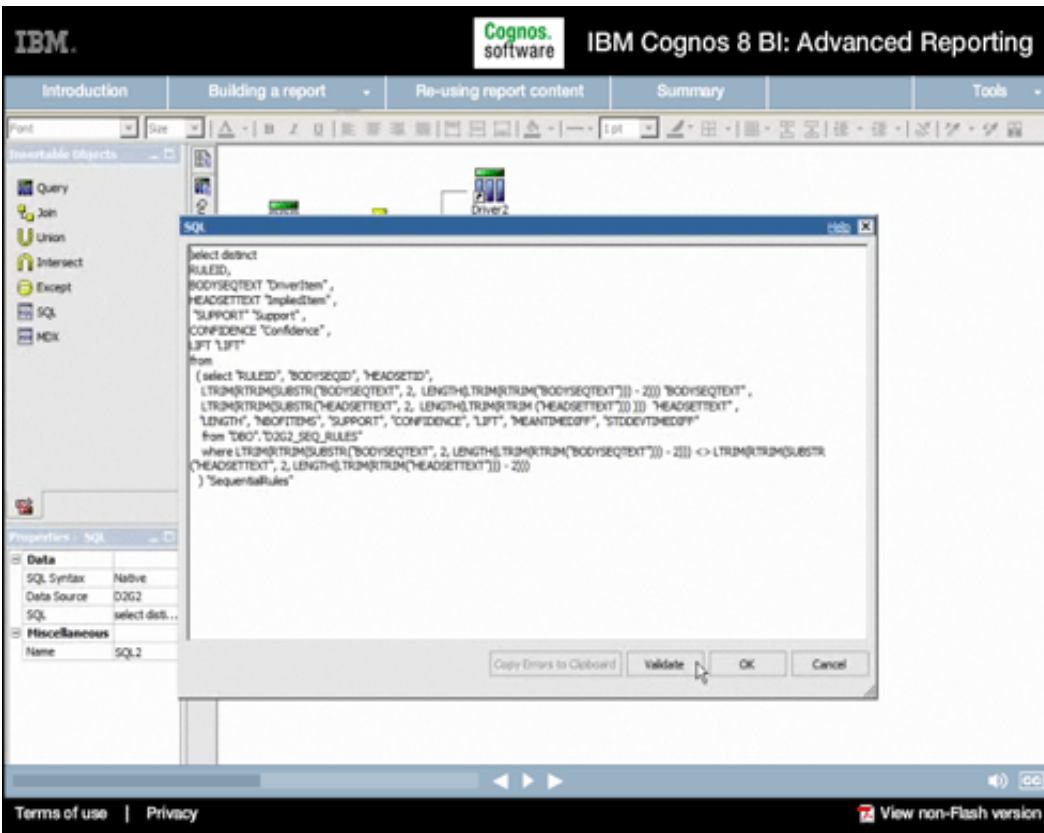 IBM.
Cognos.
software
IBM Cognos 8 BI: Advanced Reporting
Introduction
Building a report
Re-using report content
Summary
Tools
Font
Size
1 pt
Insertable Objects
Query
Join
Union
Intersect
Except
SQL
MDX
Driver2
SQL
Help
select distinct
RULEID,
BODYSEQTEXT "DriverItem" ,
HEADSETTEXT "ImpliedItem" ,
"SUPPORT" "Support" ,
CONFIDENCE "Confidence" ,
LIFT "LIFT"
from
( select "RULEID", "BODYSEQID", "HEADSETID",
LTRIM(RTRIM(SUBSTR("BODYSEQTEXT", 2, LENGTH(LTRIM(RTRIM("BODYSEQTEXT"))) - 2))) "BODYSEQTEXT" ,
LTRIM(RTRIM(SUBSTR("HEADSETTEXT", 2, LENGTH(LTRIM(RTRIM ("HEADSETTEXT"))) ))) "HEADSETTEXT" ,
"LENGTH", "NBOFITEMS", "SUPPORT", "CONFIDENCE", "LIFT", "MEANTIMEDIFF", "STDDEVTIMEDIFF"
from "DBO"."D2G2_SEQ_RULES"
where LTRIM(RTRIM(SUBSTR("BODYSEQTEXT", 2, LENGTH(LTRIM(RTRIM("BODYSEQTEXT"))) - 2))) <> LTRIM(RTRIM(SUBSTR
("HEADSETTEXT", 2, LENGTH(LTRIM(RTRIM("HEADSETTEXT"))) - 2)))
) "SequentialRules"
Properties - SQL
Data
SQL Syntax Native
Data Source D2G2
SQL select disti...
Miscellaneous
Name SQL2
Copy Errors to Clipboard
Validate
OK
Cancel
CC
Terms of use | Privacy
View non-Flash version